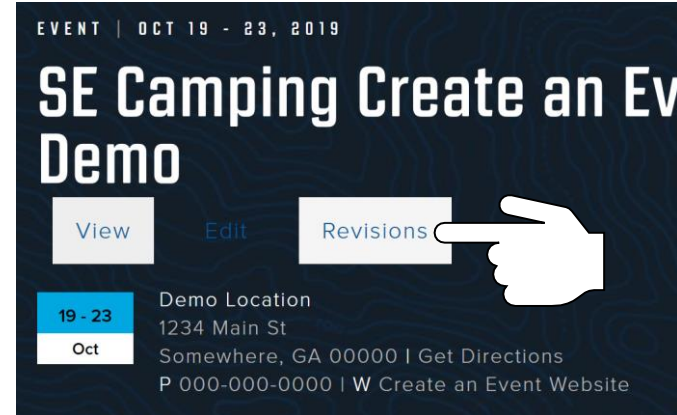 EVENT | OCT 19 - 23, 2019
SE Camping Create an Ev
Demo
View Edit Revisions
19 - 23
Oct
Demo Location
1234 Main St
Somewhere, GA 00000 | Get Directions
P 000-000-0000 | W Create an Event Website